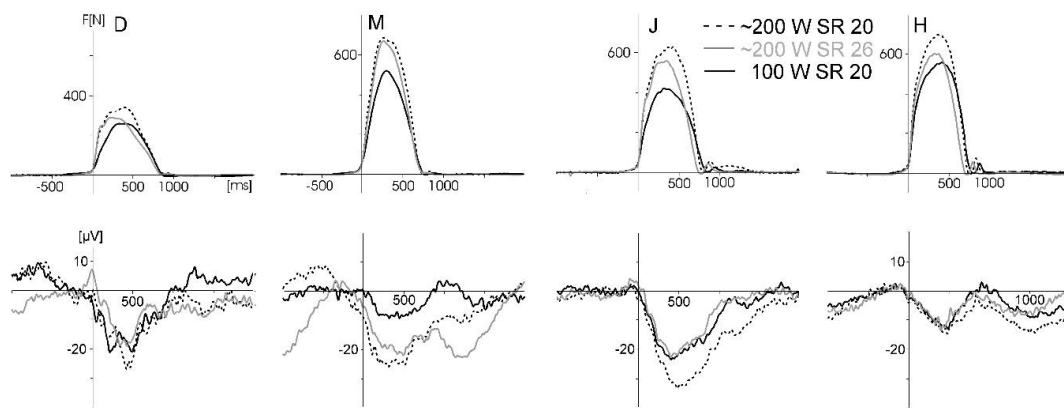 F[N] D M J H
~200 W SR 20
~200 W SR 26
100 W SR 20
600 600 600
400
-500 500 1000 [ms] -500 500 1000 500 1000 500 1000
[µV]
10 10
500 500 500 1000
-20 -20 -20 -20